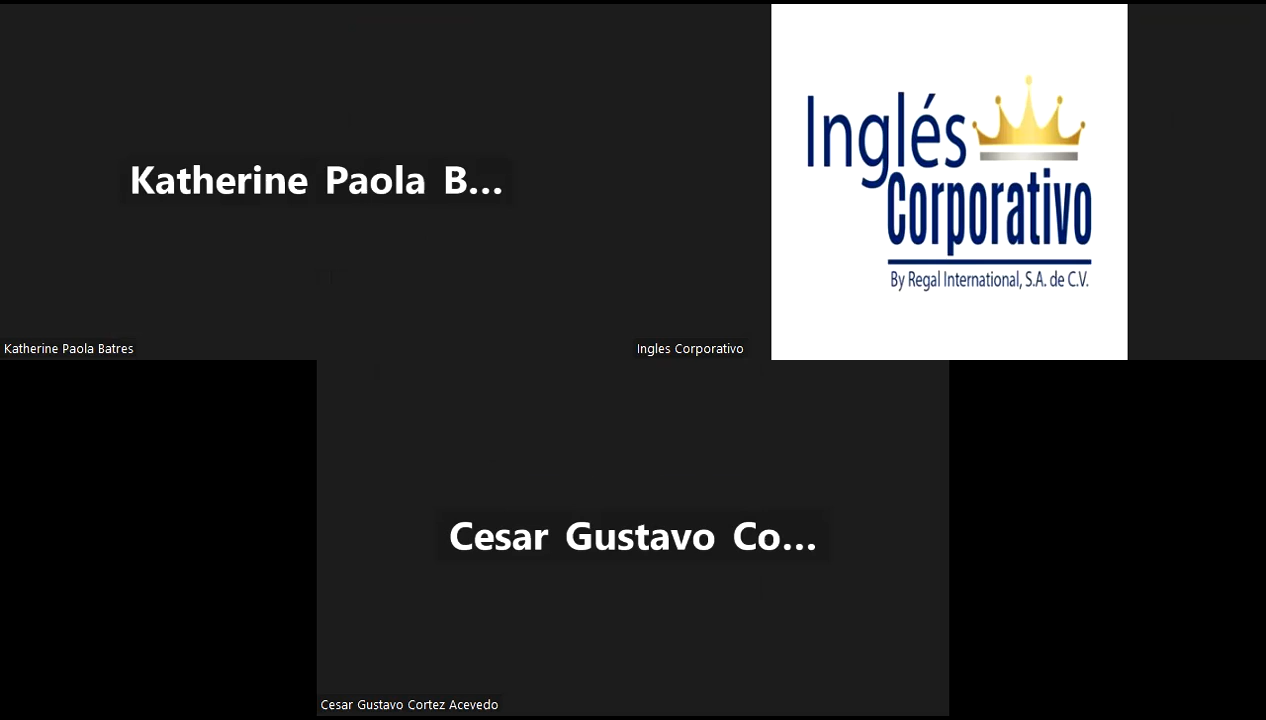 Katherine Paola B...
Inglés
Corporativo
By Regal International, S.A. de C.V.
Katherine Paola Batres
Ingles Corporativo
Cesar Gustavo Co...
Cesar Gustavo Cortez Acevedo